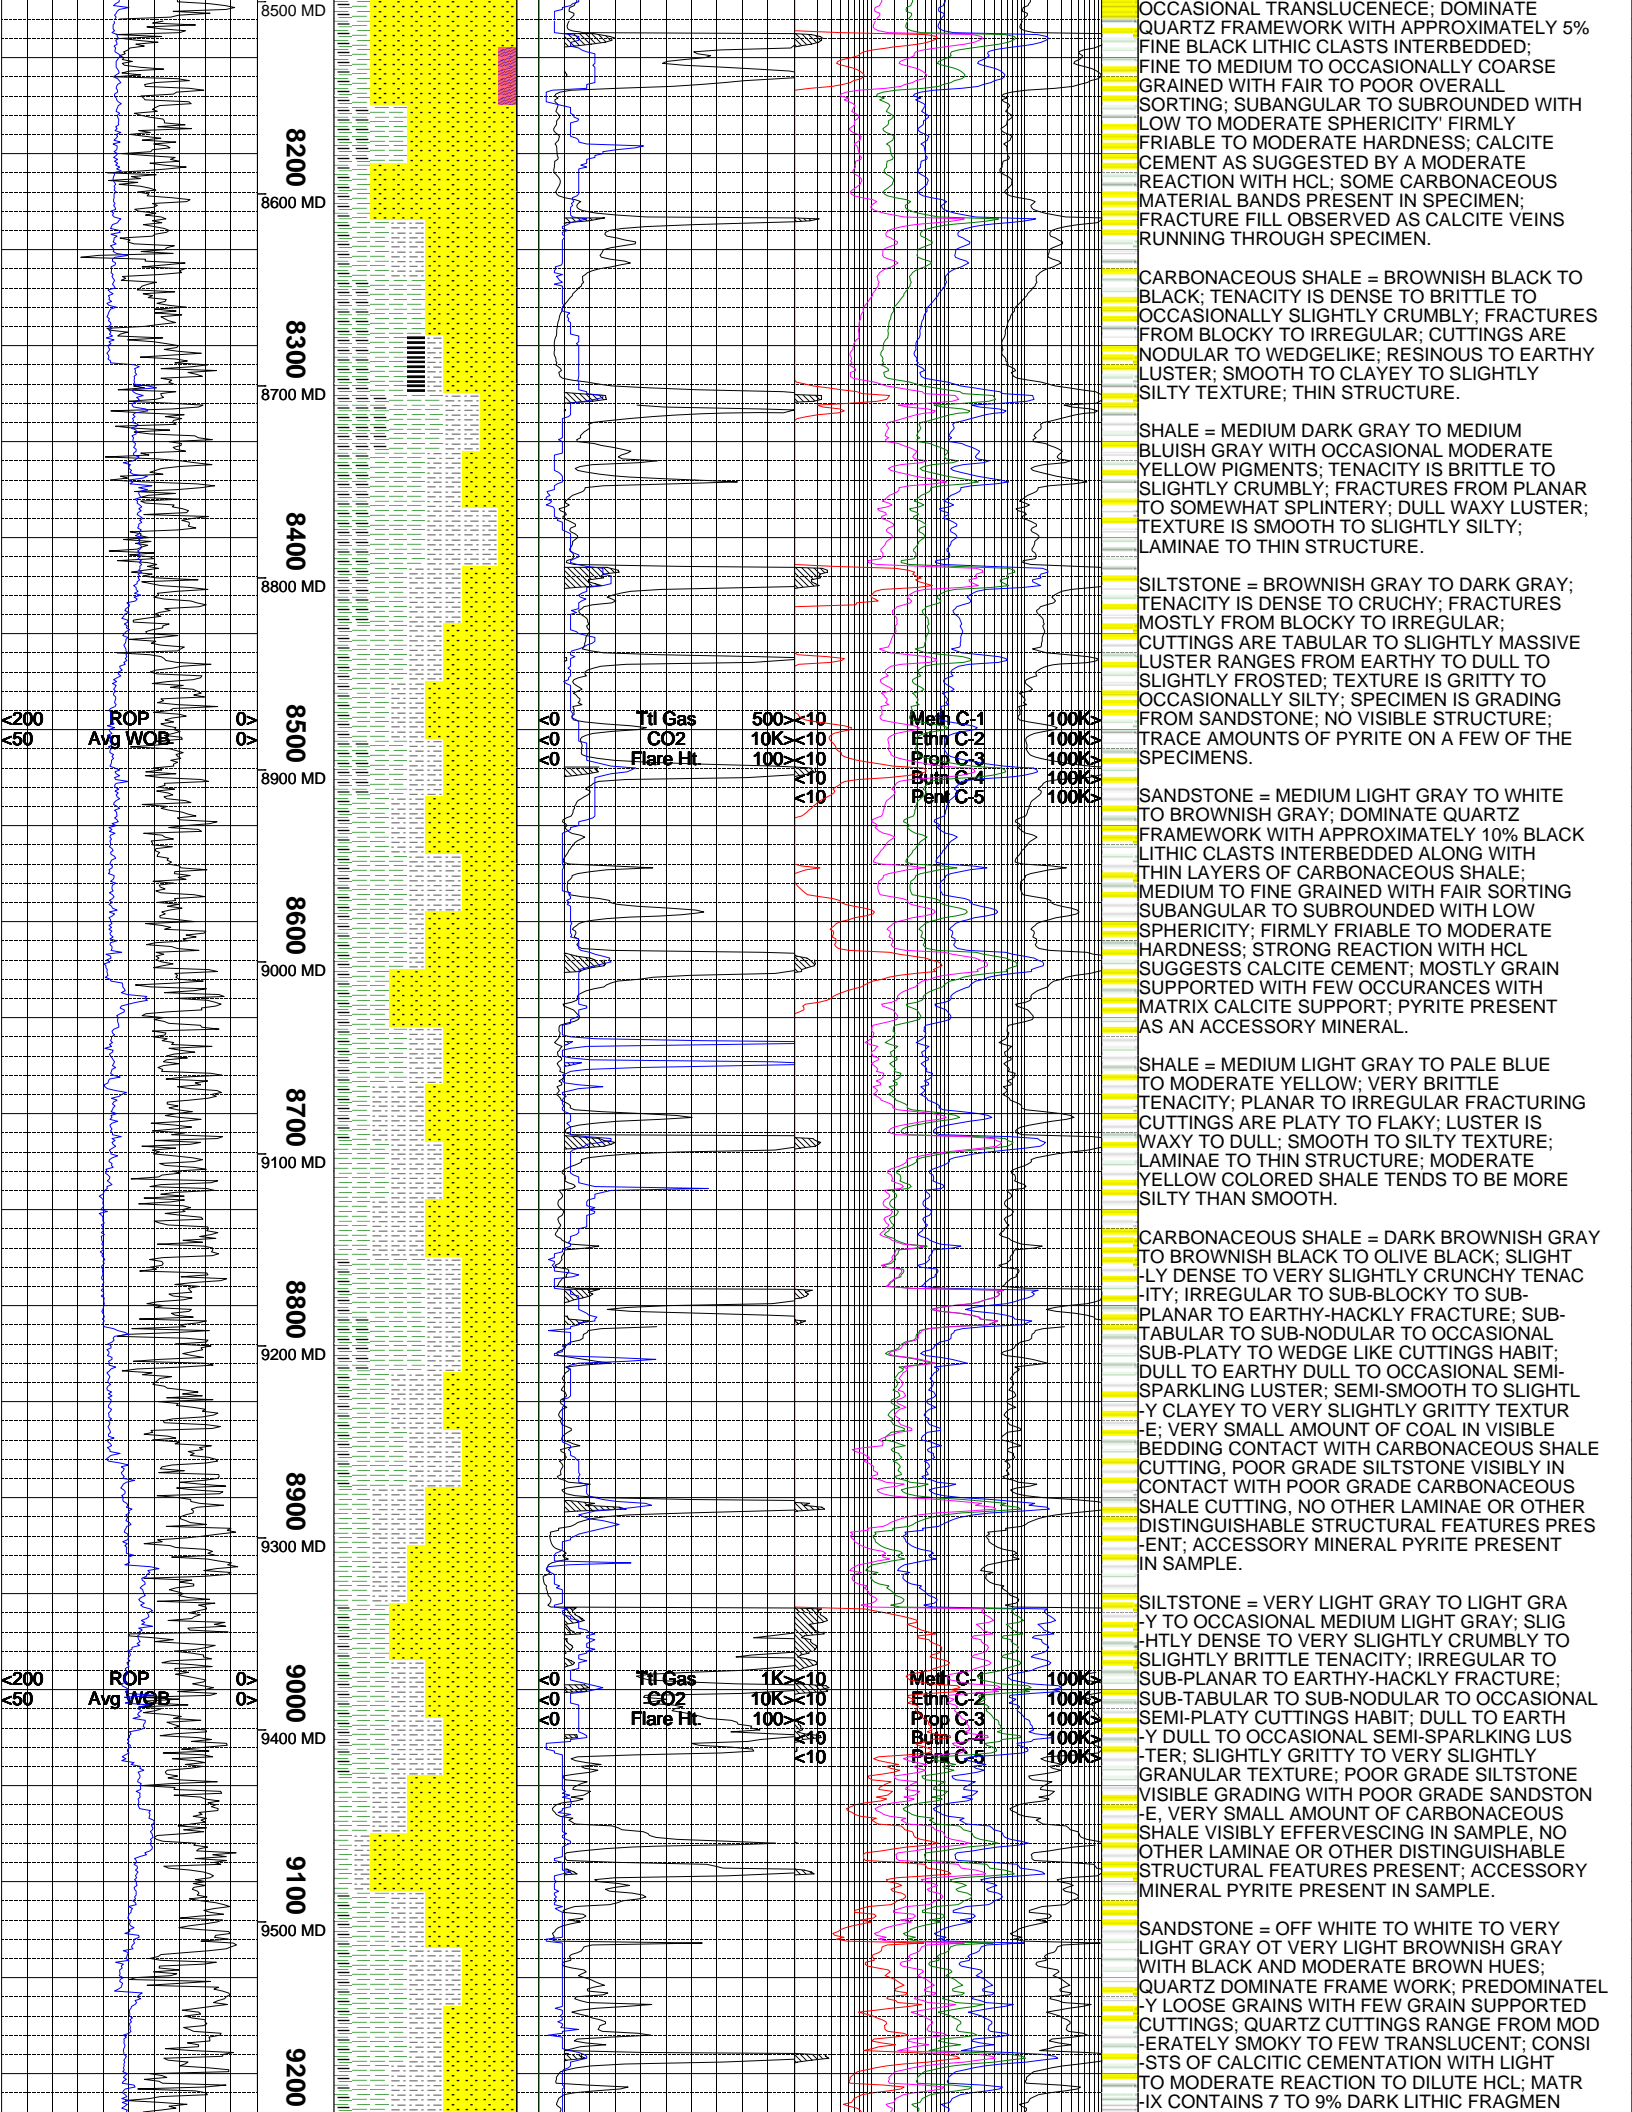 8500 MD
8200
8600 MD
8300
8700 MD
8400
8800 MD
<200 ROP 0>
<50 Avg WOB 0>
8500
8900 MD
8600
9000 MD
8700
9100 MD
8800
9200 MD
8900
9300 MD
<200 ROP 0>
<50 Avg WOB 0>
9000
9400 MD
9100
9500 MD
9200
<0 Ttl Gas 500>
<0 CO2 10K>
<0 Flare Ht. 100>
<10 Meth C-1 100K>
<10 Ethn C-2 100K>
<10 Prop C-3 100K>
<10 Butn C-4 100K>
<10 Pent C-5 100K>
<0 Ttl Gas 1K>
<0 CO2 10K>
<0 Flare Ht. 100>
<10 Meth C-1 100K>
<10 Ethn C-2 100K>
<10 Prop C-3 100K>
<10 Butn C-4 100K>
<10 Pent C-5 100K>
OCCASIONAL TRANSLUCENECE; DOMINATE
QUARTZ FRAMEWORK WITH APPROXIMATELY 5%
FINE BLACK LITHIC CLASTS INTERBEDDED;
FINE TO MEDIUM TO OCCASIONALLY COARSE
GRAINED WITH FAIR TO POOR OVERALL
SORTING; SUBANGULAR TO SUBROUNDED WITH
LOW TO MODERATE SPHERICITY' FIRMLY
FRIABLE TO MODERATE HARDNESS; CALCITE
CEMENT AS SUGGESTED BY A MODERATE
REACTION WITH HCL; SOME CARBONACEOUS
MATERIAL BANDS PRESENT IN SPECIMEN;
FRACTURE FILL OBSERVED AS CALCITE VEINS
RUNNING THROUGH SPECIMEN.
CARBONACEOUS SHALE = BROWNISH BLACK TO
BLACK; TENACITY IS DENSE TO BRITTLE TO
OCCASIONALLY SLIGHTLY CRUMBLY; FRACTURES
FROM BLOCKY TO IRREGULAR; CUTTINGS ARE
NODULAR TO WEDGELIKE; RESINOUS TO EARTHY
LUSTER; SMOOTH TO CLAYEY TO SLIGHTLY
SILTY TEXTURE; THIN STRUCTURE.
SHALE = MEDIUM DARK GRAY TO MEDIUM
BLUISH GRAY WITH OCCASIONAL MODERATE
YELLOW PIGMENTS; TENACITY IS BRITTLE TO
SLIGHTLY CRUMBLY; FRACTURES FROM PLANAR
TO SOMEWHAT SPLINTERY; DULL WAXY LUSTER;
TEXTURE IS SMOOTH TO SLIGHTLY SILTY;
LAMINAE TO THIN STRUCTURE.
SILTSTONE = BROWNISH GRAY TO DARK GRAY;
TENACITY IS DENSE TO CRUCHY; FRACTURES
MOSTLY FROM BLOCKY TO IRREGULAR;
CUTTINGS ARE TABULAR TO SLIGHTLY MASSIVE
LUSTER RANGES FROM EARTHY TO DULL TO
SLIGHTLY FROSTED; TEXTURE IS GRITTY TO
OCCASIONALLY SILTY; SPECIMEN IS GRADING
FROM SANDSTONE; NO VISIBLE STRUCTURE;
TRACE AMOUNTS OF PYRITE ON A FEW OF THE
SPECIMENS.
SANDSTONE = MEDIUM LIGHT GRAY TO WHITE
TO BROWNISH GRAY; DOMINATE QUARTZ
FRAMEWORK WITH APPROXIMATELY 10% BLACK
LITHIC CLASTS INTERBEDDED ALONG WITH
THIN LAYERS OF CARBONACEOUS SHALE;
MEDIUM TO FINE GRAINED WITH FAIR SORTING
SUBANGULAR TO SUBROUNDED WITH LOW
SPHERICITY; FIRMLY FRIABLE TO MODERATE
HARDNESS; STRONG REACTION WITH HCL
SUGGESTS CALCITE CEMENT; MOSTLY GRAIN
SUPPORTED WITH FEW OCCURANCES WITH
MATRIX CALCITE SUPPORT; PYRITE PRESENT
AS AN ACCESSORY MINERAL.
SHALE = MEDIUM LIGHT GRAY TO PALE BLUE
TO MODERATE YELLOW; VERY BRITTLE
TENACITY; PLANAR TO IRREGULAR FRACTURING
CUTTINGS ARE PLATY TO FLAKY; LUSTER IS
WAXY TO DULL; SMOOTH TO SILTY TEXTURE;
LAMINAE TO THIN STRUCTURE; MODERATE
YELLOW COLORED SHALE TENDS TO BE MORE
SILTY THAN SMOOTH.
CARBONACEOUS SHALE = DARK BROWNISH GRAY
TO BROWNISH BLACK TO OLIVE BLACK; SLIGHT
-LY DENSE TO VERY SLIGHTLY CRUNCHY TENAC
-ITY; IRREGULAR TO SUB-BLOCKY TO SUB-
PLANAR TO EARTHY-HACKLY FRACTURE; SUB-
TABULAR TO SUB-NODULAR TO OCCASIONAL
SUB-PLATY TO WEDGE LIKE CUTTINGS HABIT;
DULL TO EARTHY DULL TO OCCASIONAL SEMI-
SPARKLING LUSTER; SEMI-SMOOTH TO SLIGHTL
-Y CLAYEY TO VERY SLIGHTLY GRITTY TEXTUR
-E; VERY SMALL AMOUNT OF COAL IN VISIBLE
BEDDING CONTACT WITH CARBONACEOUS SHALE
CUTTING, POOR GRADE SILTSTONE VISIBLY IN
CONTACT WITH POOR GRADE CARBONACEOUS
SHALE CUTTING, NO OTHER LAMINAE OR OTHER
DISTINGUISHABLE STRUCTURAL FEATURES PRES
-ENT; ACCESSORY MINERAL PYRITE PRESENT
IN SAMPLE.
SILTSTONE = VERY LIGHT GRAY TO LIGHT GRA
-Y TO OCCASIONAL MEDIUM LIGHT GRAY; SLIG
-HTLY DENSE TO VERY SLIGHTLY CRUMBLY TO
SLIGHTLY BRITTLE TENACITY; IRREGULAR TO
SUB-PLANAR TO EARTHY-HACKLY FRACTURE;
SUB-TABULAR TO SUB-NODULAR TO OCCASIONAL
SEMI-PLATY CUTTINGS HABIT; DULL TO EARTH
-Y DULL TO OCCASIONAL SEMI-SPARLKING LUS
-TER; SLIGHTLY GRITTY TO VERY SLIGHTLY
GRANULAR TEXTURE; POOR GRADE SILTSTONE
VISIBLE GRADING WITH POOR GRADE SANDSTON
-E, VERY SMALL AMOUNT OF CARBONACEOUS
SHALE VISIBLY EFFERVESCING IN SAMPLE, NO
OTHER LAMINAE OR OTHER DISTINGUISHABLE
STRUCTURAL FEATURES PRESENT; ACCESSORY
MINERAL PYRITE PRESENT IN SAMPLE.
SANDSTONE = OFF WHITE TO WHITE TO VERY
LIGHT GRAY OT VERY LIGHT BROWNISH GRAY
WITH BLACK AND MODERATE BROWN HUES;
QUARTZ DOMINATE FRAME WORK; PREDOMINATEL
-Y LOOSE GRAINS WITH FEW GRAIN SUPPORTED
CUTTINGS; QUARTZ CUTTINGS RANGE FROM MOD
-ERATELY SMOKY TO FEW TRANSLUCENT; CONSI
-STS OF CALCITIC CEMENTATION WITH LIGHT
TO MODERATE REACTION TO DILUTE HCL; MATR
-IX CONTAINS 7 TO 9% DARK LITHIC FRAGMEN